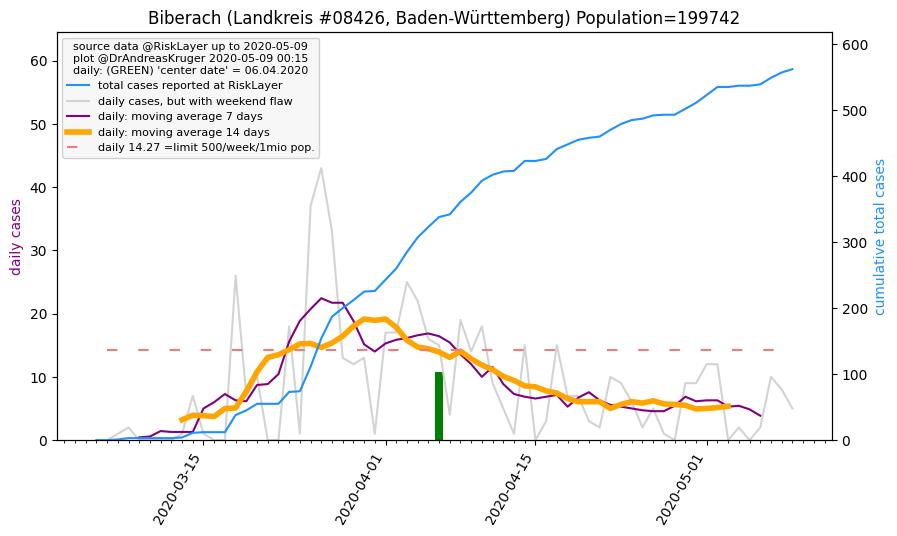 Biberach (Landkreis #08426, Baden-Württemberg) Population=199742
source data @RiskLayer up to 2020-05-09
plot @DrAndreasKruger 2020-05-09 00:15
daily: (GREEN) 'center date' = 06.04.2020
total cases reported at RiskLayer
daily cases, but with weekend flaw
daily: moving average 7 days
daily: moving average 14 days
daily 14.27 =limit 500/week/1mio pop.
daily cases
60
50
40
30
20
10
0
cumulative total cases
600
500
400
300
200
100
0
2020-03-15
2020-04-01
2020-04-15
2020-05-01